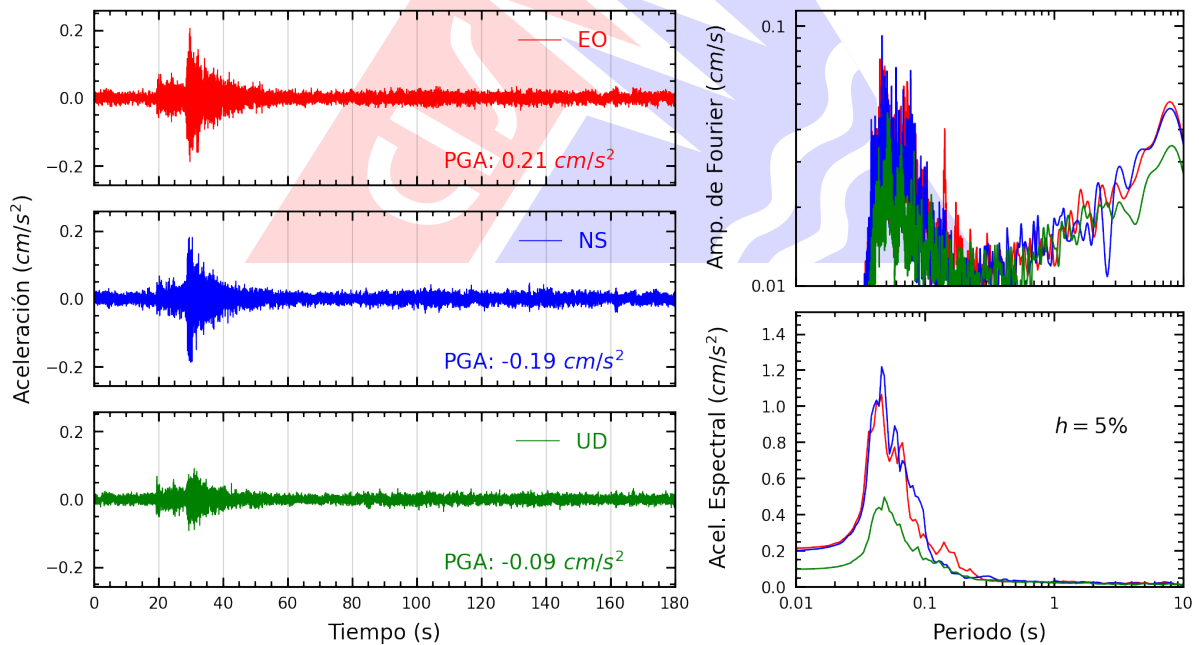 Aceleración (cm/s²)
0.2
0.0
−0.2
EO
PGA: 0.21 cm/s²
0.2
0.0
−0.2
NS
PGA: -0.19 cm/s²
0.2
0.0
−0.2
UD
PGA: -0.09 cm/s²
0 20 40 60 80 100 120 140 160 180
Tiempo (s)
Amp. de Fourier (cm/s)
0.1
0.01
CISM
Acel. Espectral (cm/s²)
1.4
1.2
1.0
0.8
0.6
0.4
0.2
0.0
h = 5%
0.01 0.1 1 10
Periodo (s)